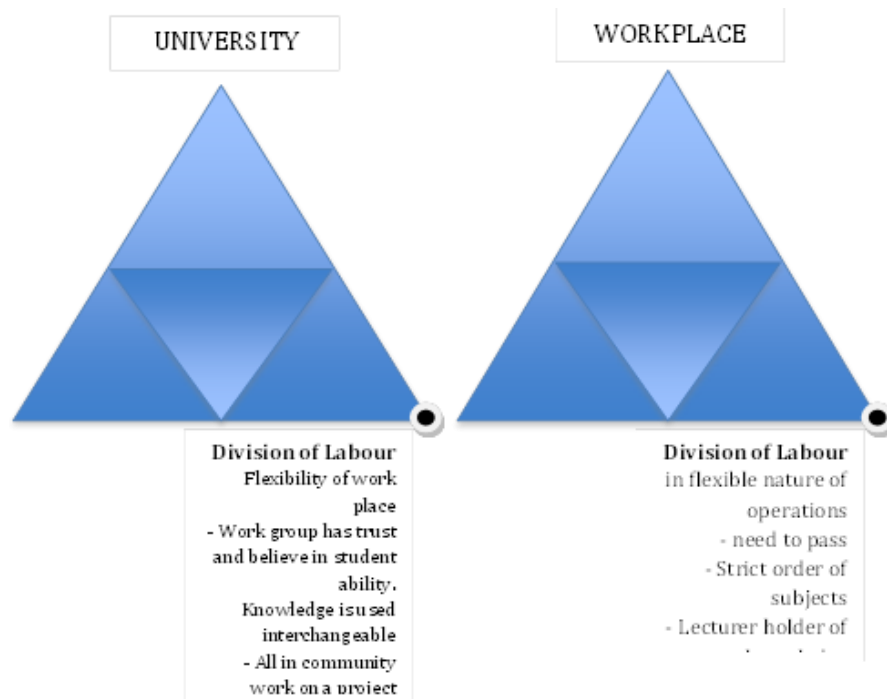 UNIVERSITY
Division of Labour
Flexibility of work
place
- Work group has trust
and believe in student
ability.
Knowledge is used
interchangeable
- All in community
work on a project
WORKPLACE
Division of Labour
in flexible nature of
operations
- need to pass
- Strict order of
subjects
- Lecturer holder of